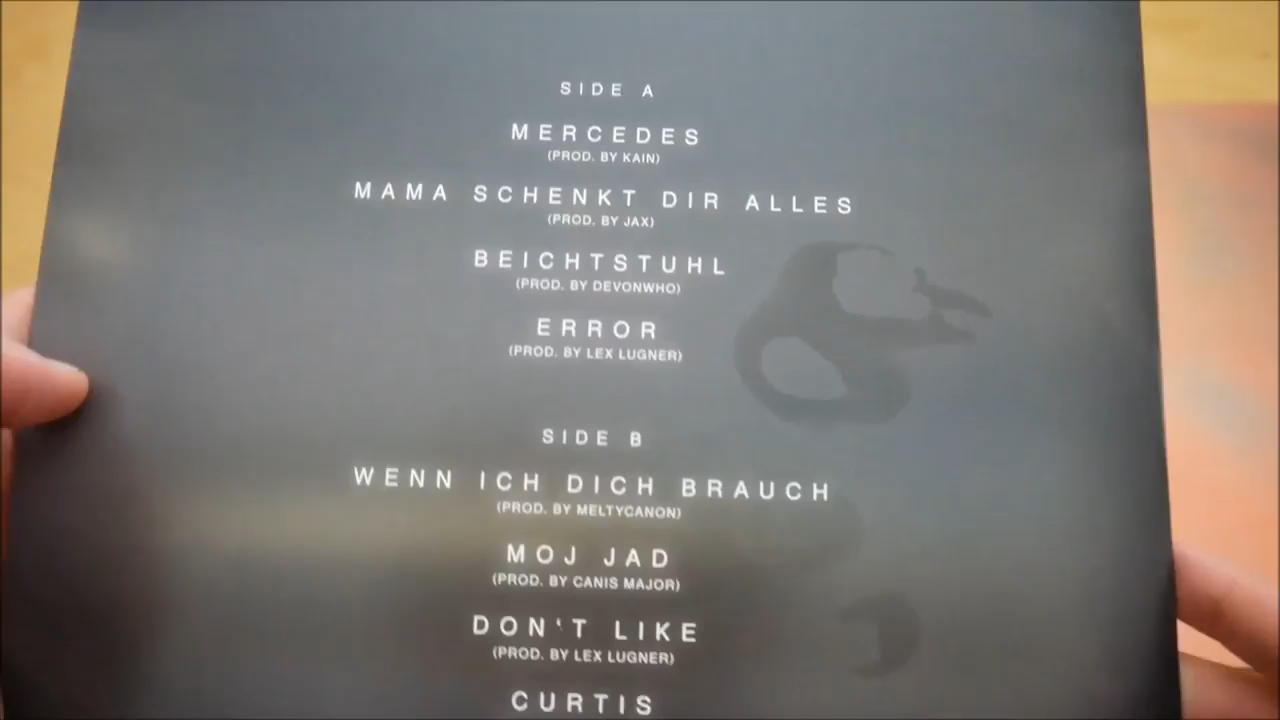 SIDE A
MERCEDES
(PROD. BY KAIN)
MAMA SCHENKT DIR ALLES
(PROD. BY JAX)
BEICHTSTUHL
(PROD. BY DEVONWHO)
ERROR
(PROD. BY LEX LUGNER)
SIDE B
WENN ICH DICH BRAUCH
(PROD. BY MELTYCANON)
MOJ JAD
(PROD. BY CANIS MAJOR)
DON‘T LIKE
(PROD. BY LEX LUGNER)
CURTIS